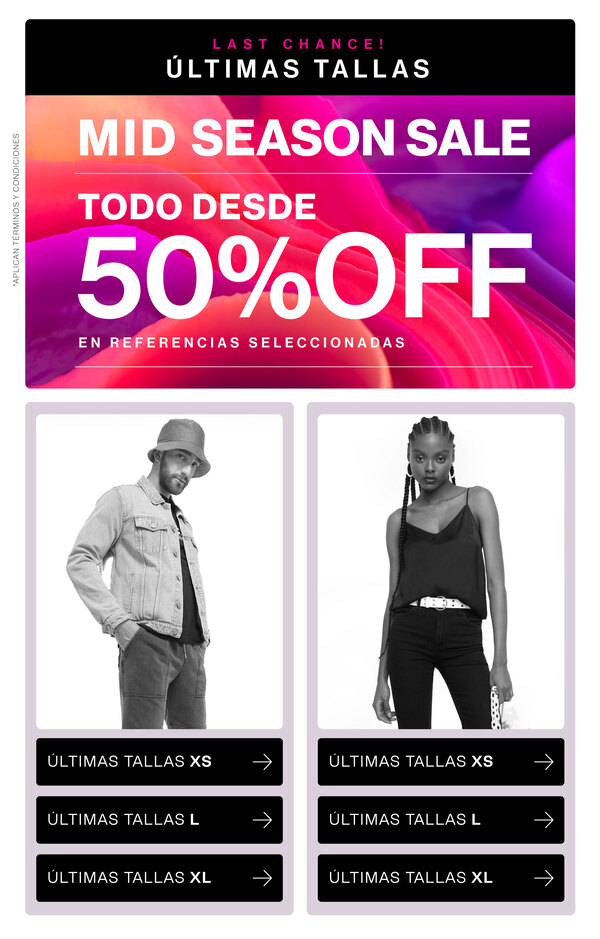 LAST CHANCE!
ÚLTIMAS TALLAS
*APLICAN TÉRMINOS Y CONDICIONES
MID SEASON SALE
TODO DESDE
50%OFF
EN REFERENCIAS SELECCIONADAS
ÚLTIMAS TALLAS XS
ÚLTIMAS TALLAS L
ÚLTIMAS TALLAS XL
ÚLTIMAS TALLAS XS
ÚLTIMAS TALLAS L
ÚLTIMAS TALLAS XL